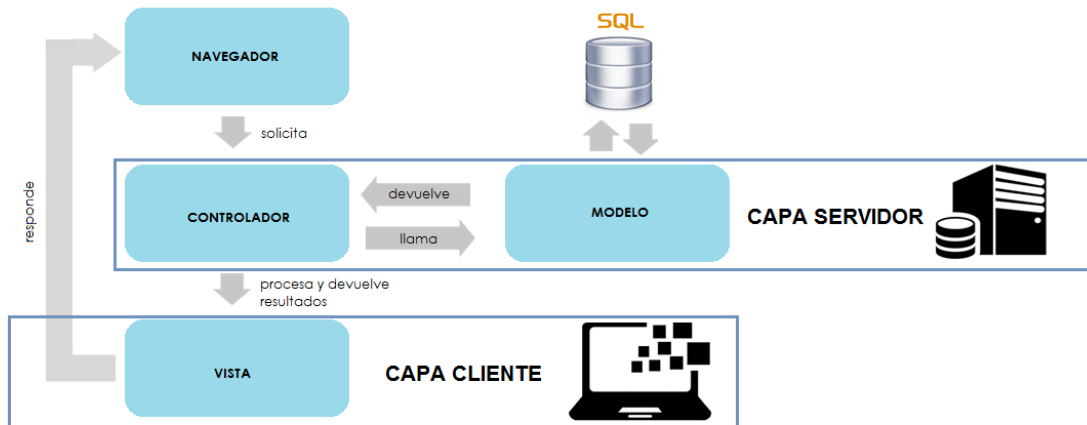 SQL
NAVEGADOR
solicita
responde
CONTROLADOR
devuelve
llama
MODELO
CAPA SERVIDOR
procesa y devuelve
resultados
VISTA
CAPA CLIENTE